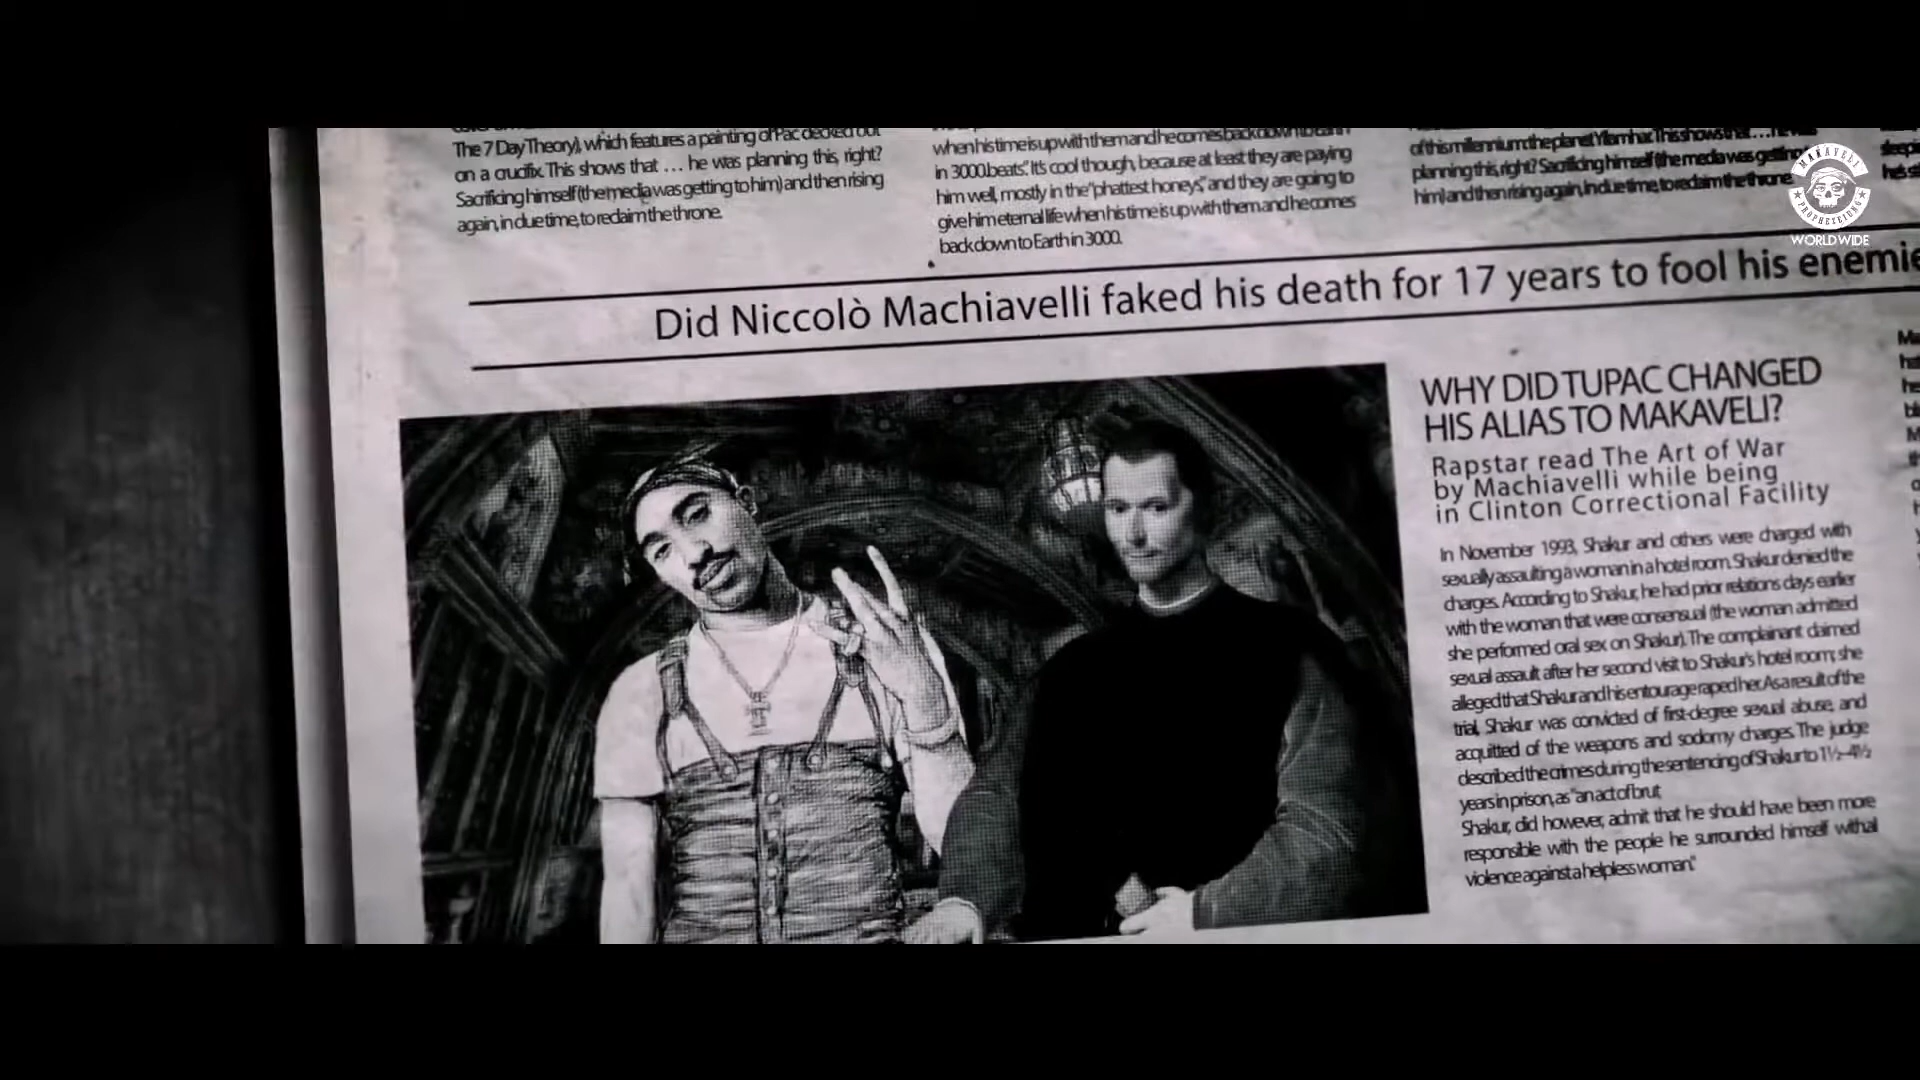 The 7 Day Theory), which features a painting of Pac decked out
on a crucifix. This shows that … he was planning this, right?
Sacrificing himself (the media was getting to him) and then rising
again, in due time, to reclaim the throne.
when his time is up with them and he comes back down to Earth
in 3000.beats.” It's cool though, because at least they are paying
him well, mostly in the “phattest honeys,” and they are going to
give him eternal life when his time is up with them and he comes
back down to Earth in 3000.
of this millennium: the planet This shows that … he was
planning this, right? Sacrificing himself (the media was getting
him) and then rising again, in due time, to reclaim the throne
MAKAVELI
PROPHETEIUNG
WORLDWIDE
Did Niccolò Machiavelli faked his death for 17 years to fool his enemie
WHY DID TUPAC CHANGED
HIS ALIAS TO MAKAVELI?
Rapstar read The Art of War
by Machiavelli while being
in Clinton Correctional Facility
In November 1993, Shakur and others were charged with
sexually assaulting a woman in a hotel room. Shakur denied the
charges. According to Shakur, he had prior relations days earlier
with the woman that were consensual (the woman admitted
she performed oral sex on Shakur). The complainant claimed
sexual assault after her second visit to Shakur's hotel room; she
alleged that Shakur and his entourage raped her. As a result of the
trial, Shakur was convicted of first-degree sexual abuse, and
acquitted of the weapons and sodomy charges. The judge
described the crimes during the sentencing of Shakur to 1½–4½
years in prison, as “an act of brut,
Shakur, did however, admit that he should have been more
responsible with the people he surrounded himself with al
violence against a helpless woman.”